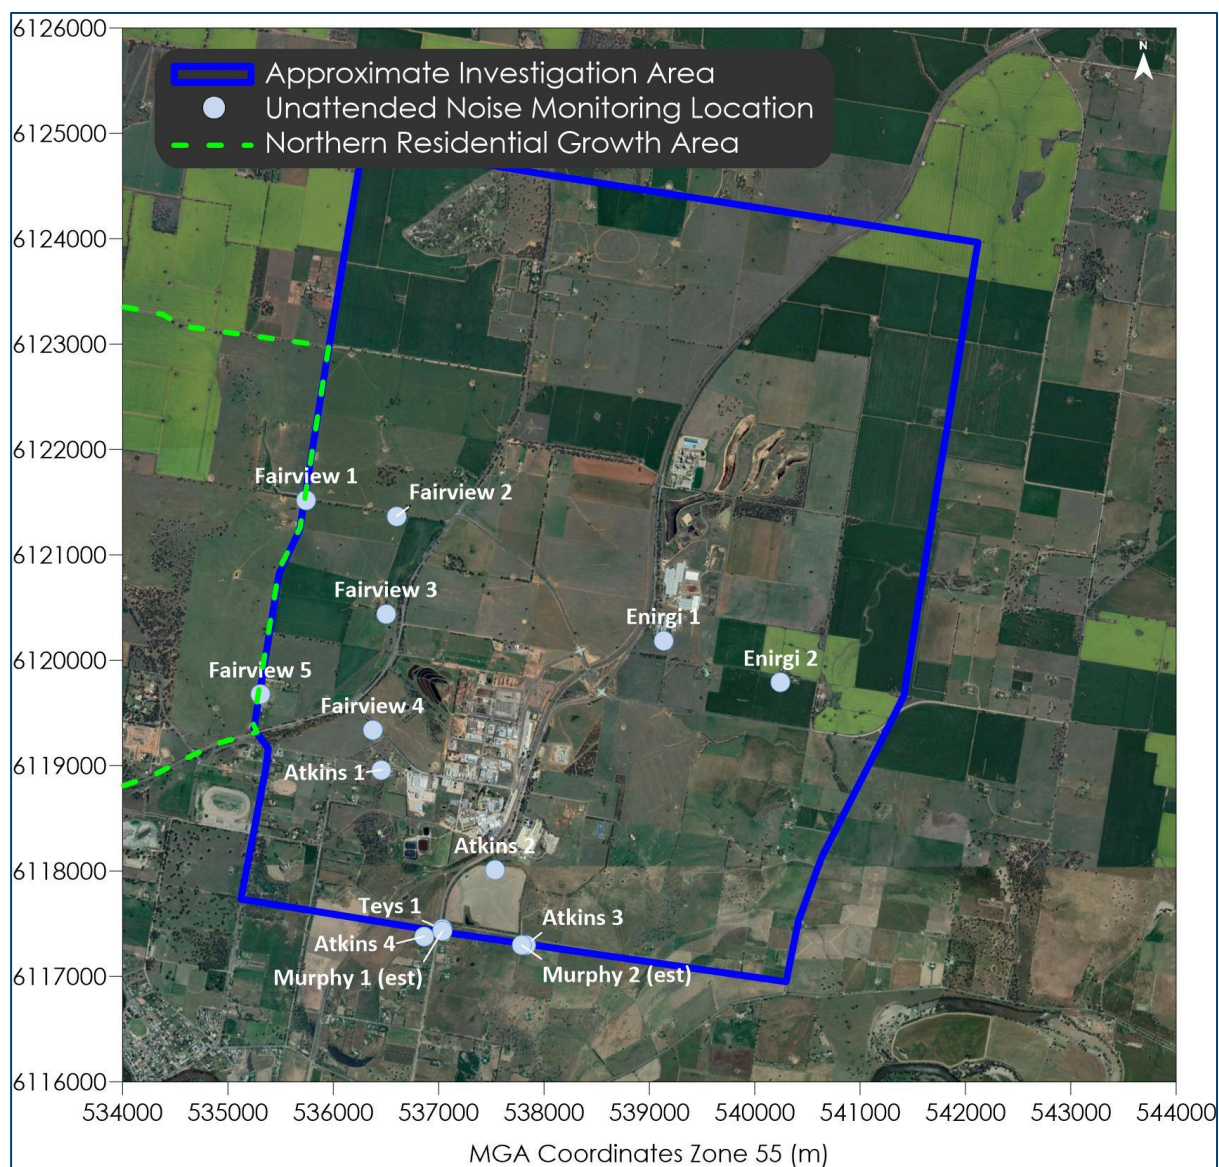 6126000
N
Approximate Investigation Area
Unattended Noise Monitoring Location
6125000
Northern Residential Growth Area
6124000
6123000
6122000
Fairview 1
Fairview 2
6121000
Fairview 3
Enirgi 1
6120000
Enirgi 2
Fairview 5
Fairview 4
6119000
Atkins 1
Atkins 2
6118000
Teys 1
Atkins 3
Atkins 4
6117000
Murphy 1 (est)
Murphy 2 (est)
6116000
534000 535000 536000 537000 538000 539000 540000 541000 542000 543000 544000
MGA Coordinates Zone 55 (m)